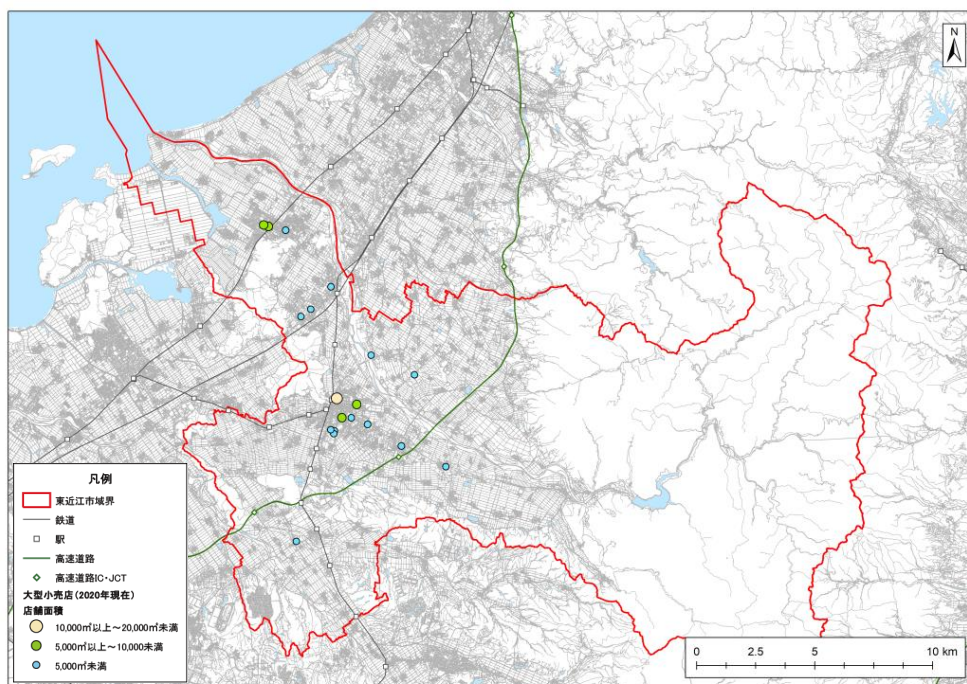 N
凡例
東近江市域界
鉄道
駅
高速道路
高速道路IC・JCT
大型小売店(2020年現在)
店舗面積
10,000㎡以上~20,000㎡未満
5,000㎡以上~10,000未満
5,000㎡未満
0 2.5 5 10 km